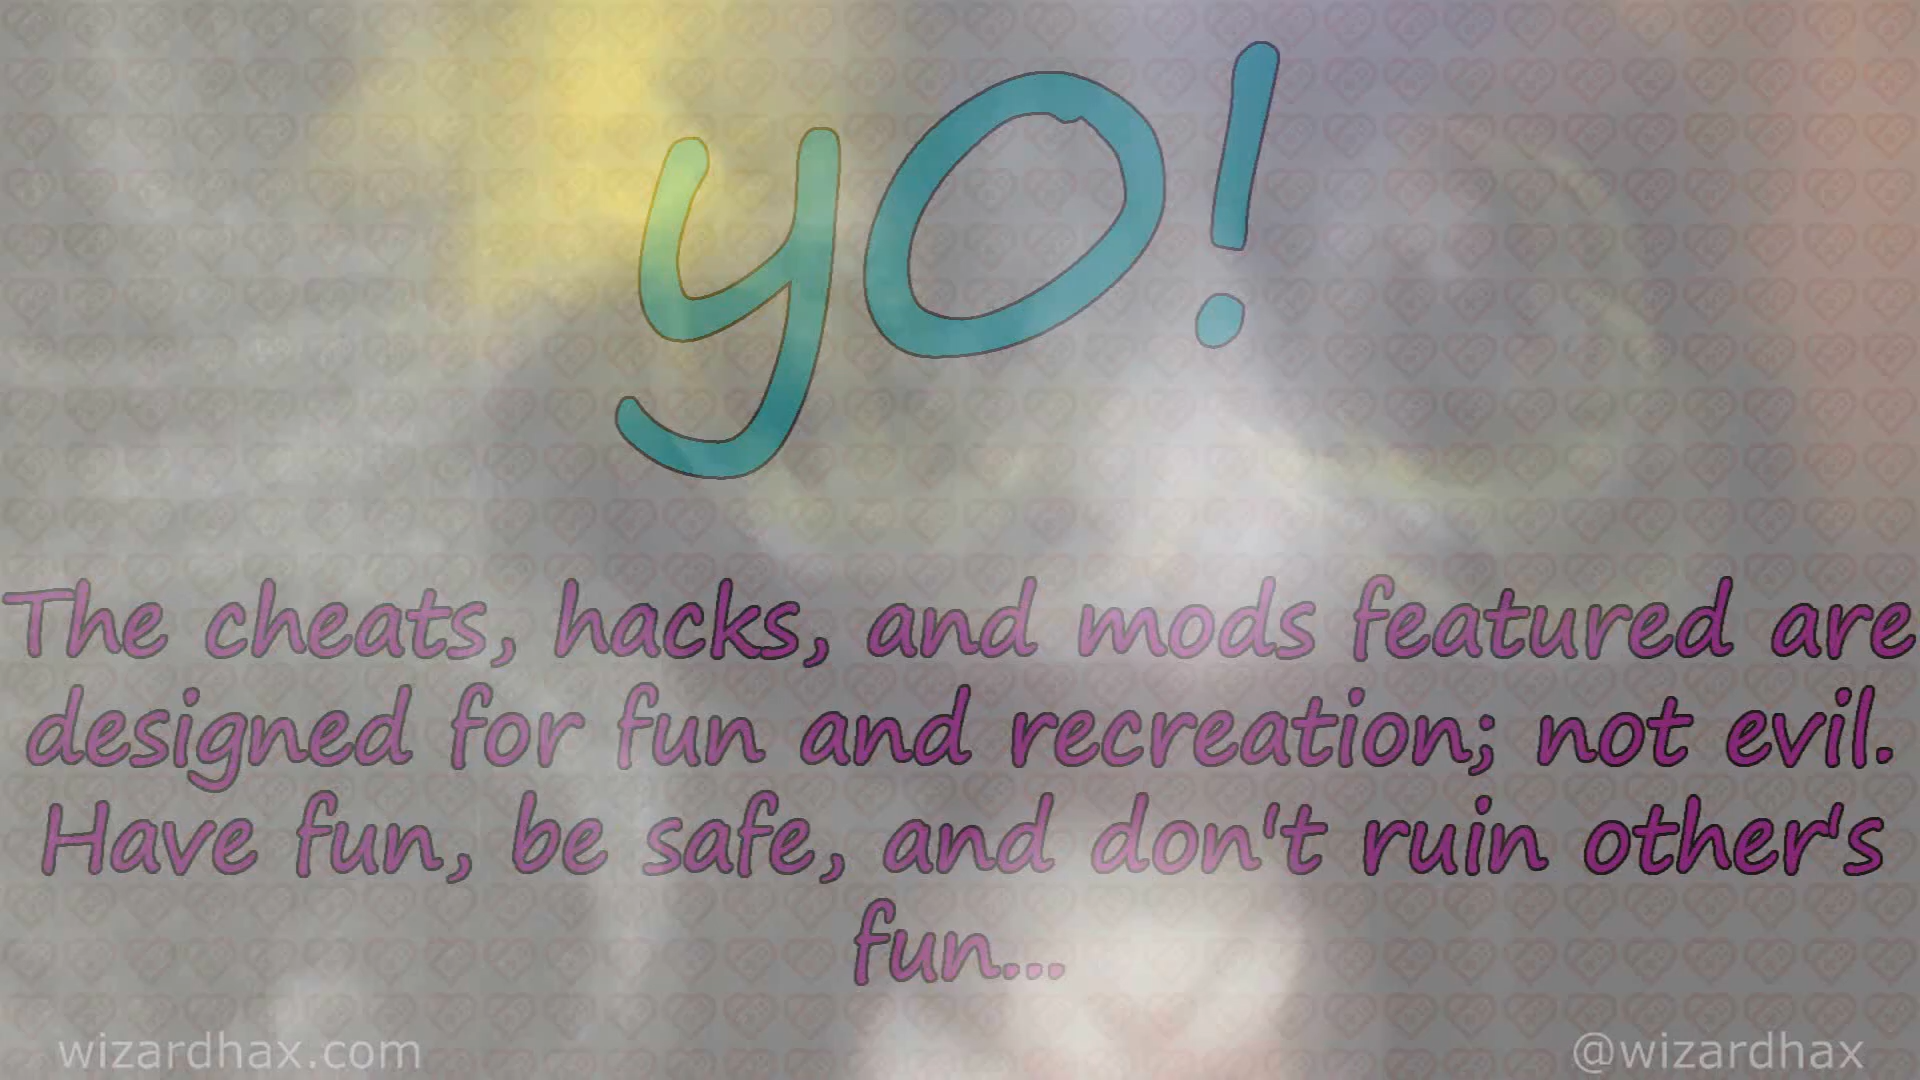 yo!
The cheats, hacks, and mods featured are
designed for fun and recreation; not evil.
Have fun, be safe, and don't ruin other's
fun...
wizardhax.com
@wizardhax